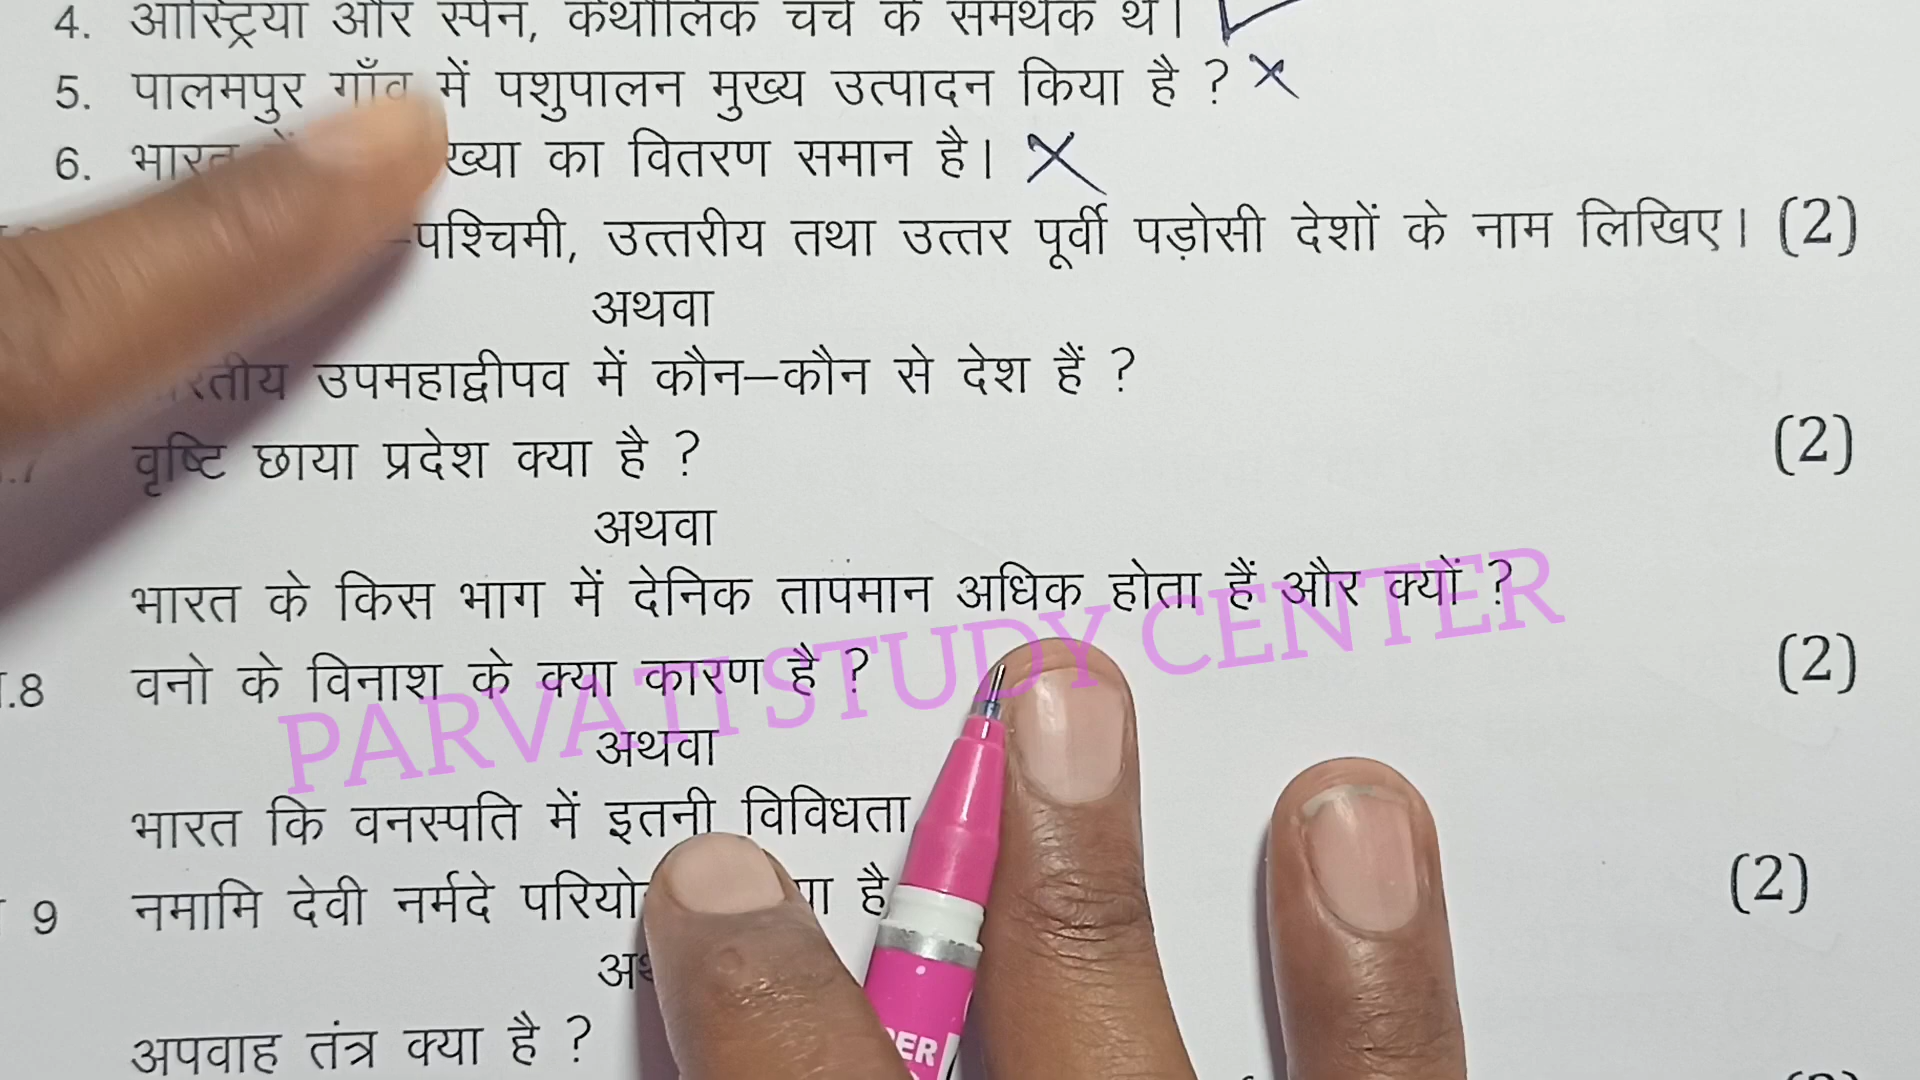 4. आस्ट्रिया और स्पेन, कैथोलिक चर्च के समर्थक थे।
5. पालमपुर गाँव में पशुपालन मुख्य उत्पादन किया है ? ×
6. भारत में ख्या का वितरण समान है। ×
–पश्चिमी, उत्तरीय तथा उत्तर पूर्वी पड़ोसी देशों के नाम लिखिए। (2)
अथवा
रतीय उपमहाद्वीपव में कौन–कौन से देश हैं ?
.7 वृष्टि छाया प्रदेश क्या है ? (2)
अथवा
भारत के किस भाग में देनिक तापमान अधिक होता हैं और क्यों ?
.8 वनो के विनाश के क्या कारण है ? (2)
PARVATI STUDY CENTER
अथवा
भारत कि वनस्पति में इतनी विविधता
9 नमामि देवी नर्मदे परियो है (2)
अपवाह तंत्र क्या है ?
ER